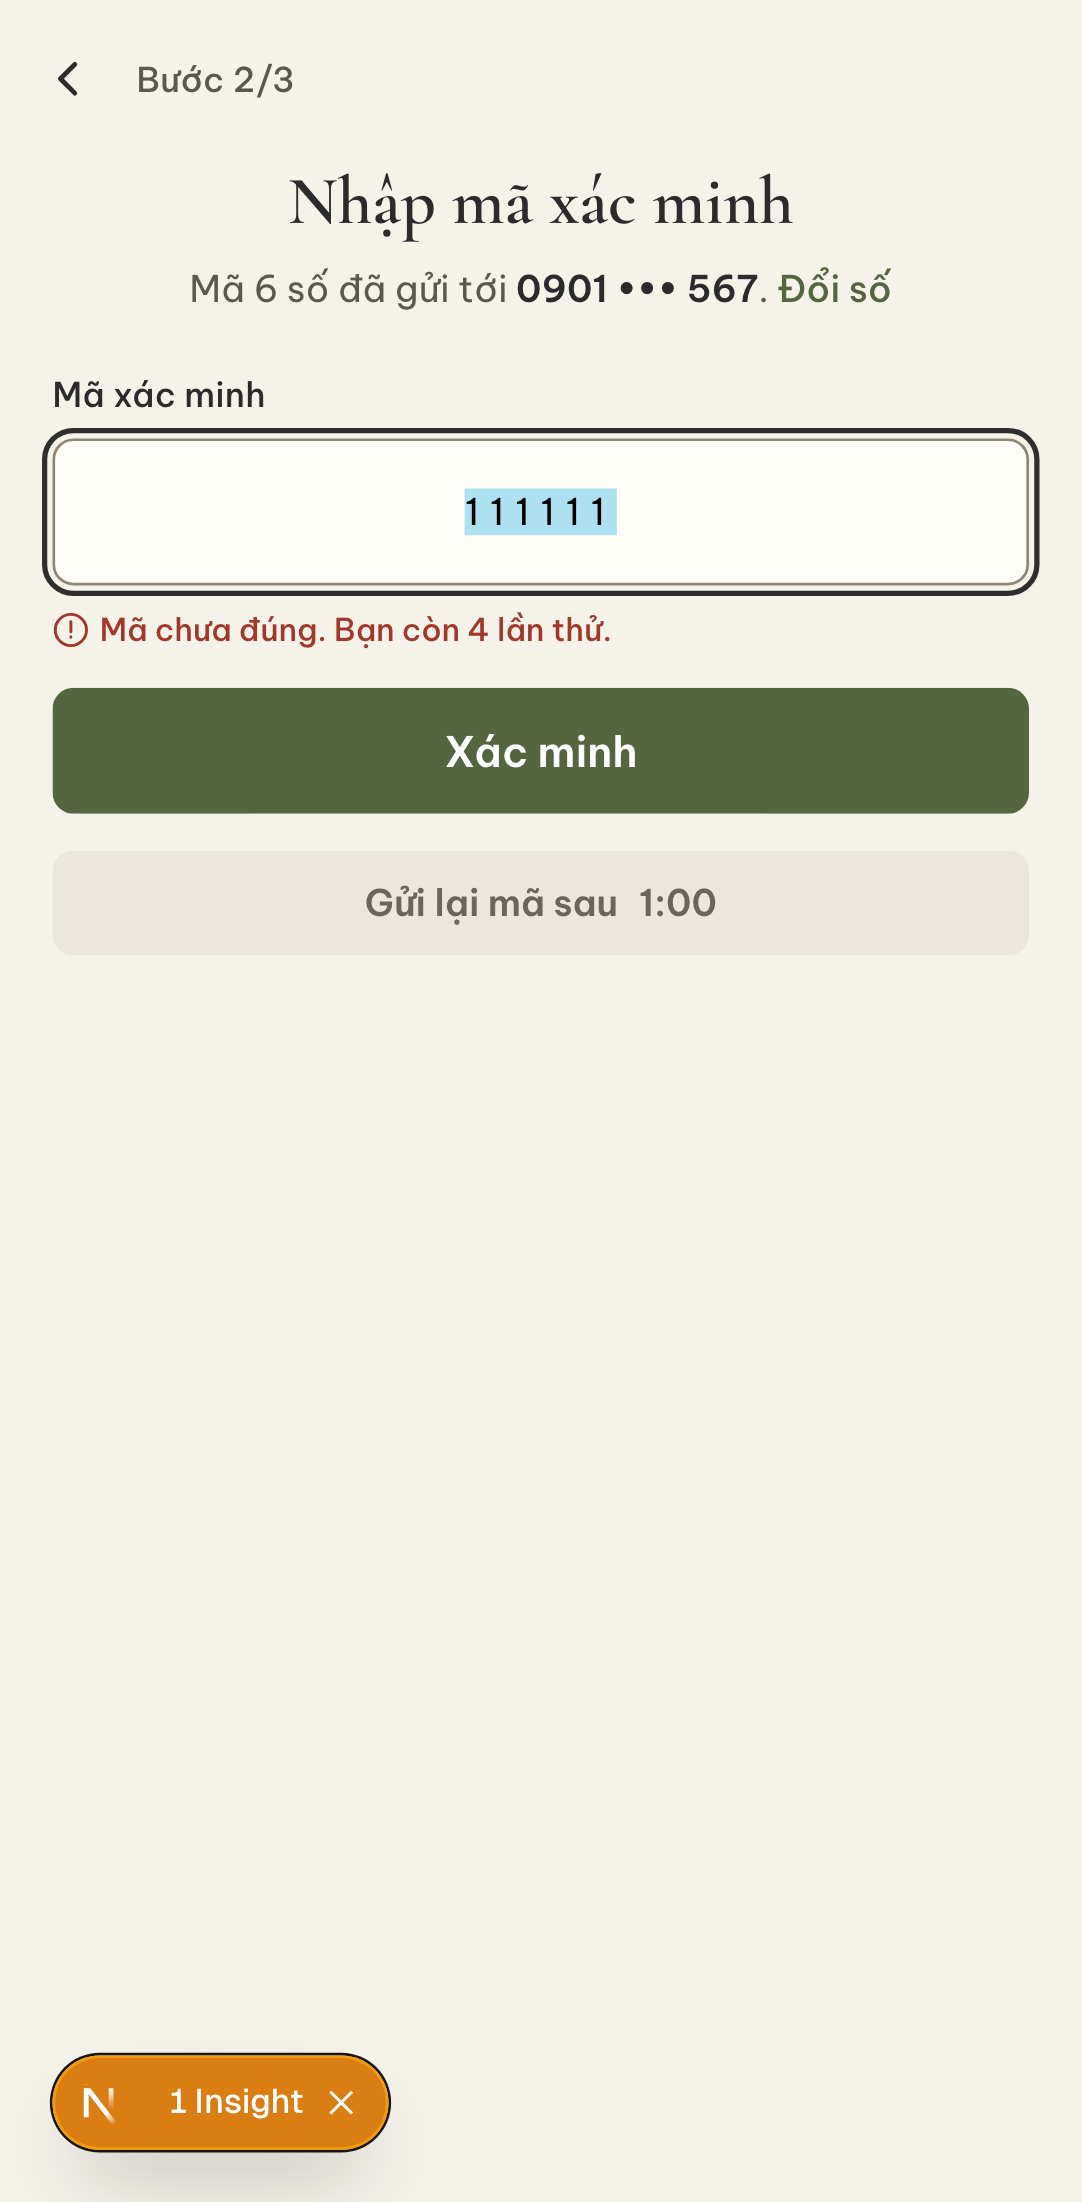 Bước 2/3
Nhập mã xác minh
Mã 6 số đã gửi tới 0901 ••• 567. Đổi số
Mã xác minh
111111
Mã chưa đúng. Bạn còn 4 lần thử.
Xác minh
Gửi lại mã sau 1:00
1 Insight